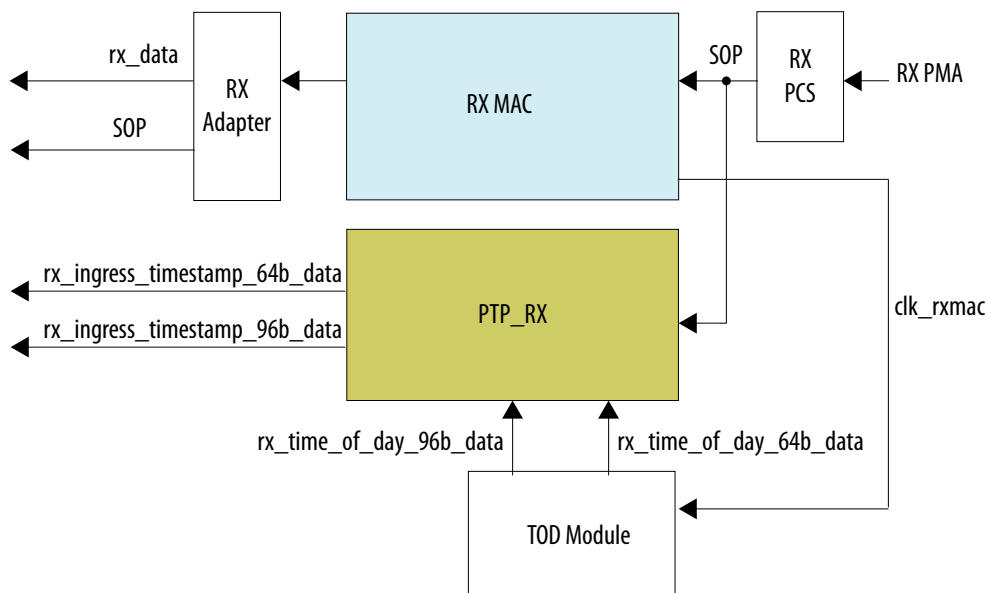 rx_data
SOP
RX
Adapter
RX MAC
SOP
RX
PCS
RX PMA
rx_ingress_timestamp_64b_data
rx_ingress_timestamp_96b_data
PTP_RX
clk_rxmac
rx_time_of_day_96b_data
rx_time_of_day_64b_data
TOD Module